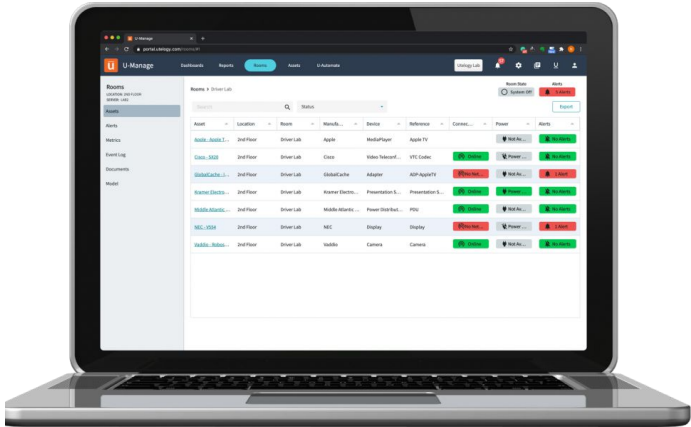 U-Manage
portal.utelogy.com/rooms/#!
U-Manage Dashboards Reports Rooms Assets U-Automate Utelogy Lab
Rooms
LOCATION: 2ND FLOOR
Rooms > Driver Lab
Room State
System Off
Alerts
Search
Status
Export
Assets
Alerts
Metrics
Event Log
Documents
Model
Asset Location Room Manufa... Device Reference Connec... Power Alerts
Apple - Apple T... 2nd Floor Driver Lab Apple MediaPlayer Apple TV Not Av... No Alerts
Cisco - SX20 2nd Floor Driver Lab Cisco Video Teleconf... VTC Codec Online Power ... No Alerts
GlobalCache - i... 2nd Floor Driver Lab GlobalCache Adapter ADP-AppleTV No Net... Not Av... 1 Alert
Kramer Electro... 2nd Floor Driver Lab Kramer Electro... Presentation S... Presentation S... Online Power ... No Alerts
Middle Atlantic ... 2nd Floor Driver Lab Middle Atlantic ... Power Distribut... PDU Online Not Av... No Alerts
NEC - V554 2nd Floor Driver Lab NEC Display Display No Net... Power ... 1 Alert
Vaddio - Robos... 2nd Floor Driver Lab Vaddio Camera Camera Online Not Av... No Alerts